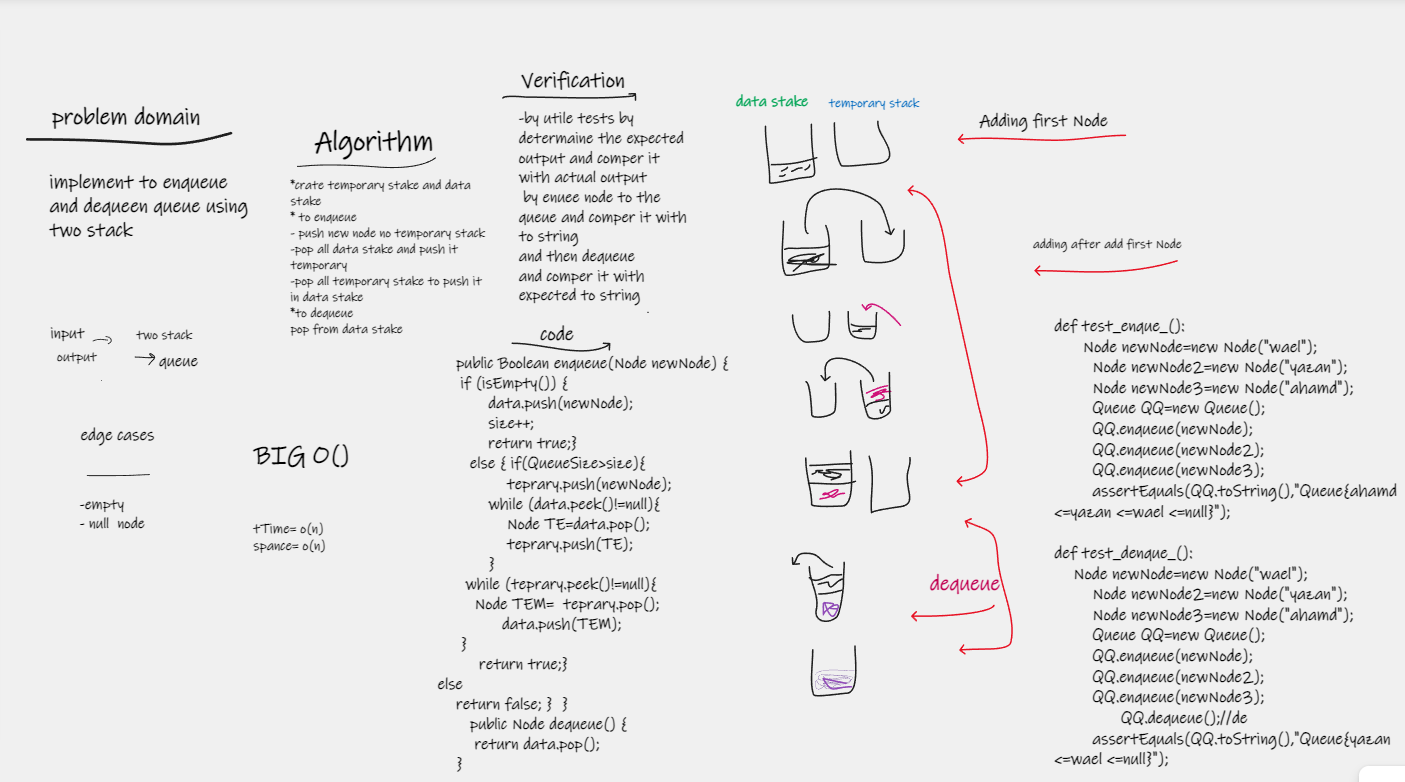 problem domain
implement to enqueue
and dequeen queue using
two stack
input
two stack
output
queue
edge cases
-empty
- null node
Algorithm
*crate temporary stake and data
stake
* to enqueue
- push new node no temporary stack
-pop all data stake and push it
temporary
-pop all temporary stake to push it
in data stake
*to dequeue
pop from data stake
BIG O()
+Time= o(n)
spance= o(n)
Verification
-by utile tests by
determaine the expected
output and comper it
with actual output
by enuee node to the
queue and comper it with
to string
and then dequeue
and comper it with
expected to string
code
public Boolean enqueue(Node newNode) {
if (isEmpty()) {
data.push(newNode);
size++;
return true;}
else { if(QueueSize>size){
teprary.push(newNode);
while (data.peek()!=null){
Node TE=data.pop();
teprary.push(TE);
}
while (teprary.peek()!=null){
Node TEM= teprary.pop();
data.push(TEM);
}
return true;}
else
return false; } }
public Node dequeue() {
return data.pop();
}
data stake
temporary stack
Adding first Node
adding after add first Node
dequeue
def test_enque_():
Node newNode=new Node("wael");
Node newNode2=new Node("yazan");
Node newNode3=new Node("ahamd");
Queue QQ=new Queue();
QQ.enqueue(newNode);
QQ.enqueue(newNode2);
QQ.enqueue(newNode3);
assertEquals(QQ.toString(),"Queue{ahamd
<=yazan <=wael <=null}");
def test_denque_():
Node newNode=new Node("wael");
Node newNode2=new Node("yazan");
Node newNode3=new Node("ahamd");
Queue QQ=new Queue();
QQ.enqueue(newNode);
QQ.enqueue(newNode2);
QQ.enqueue(newNode3);
QQ.dequeue();//de
assertEquals(QQ.toString(),"Queue{yazan
<=wael <=null}");